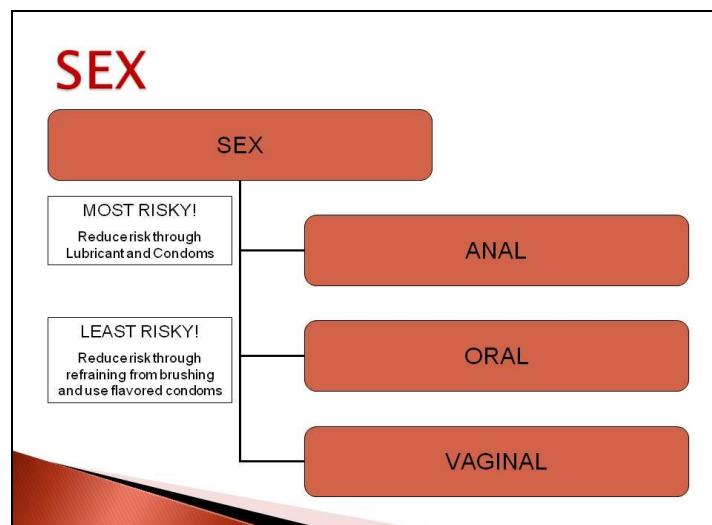 SEX
SEX
MOST RISKY!
Reduce risk through
Lubricant and Condoms
ANAL
LEAST RISKY!
Reduce risk through
refraining from brushing
and use flavored condoms
ORAL
VAGINAL